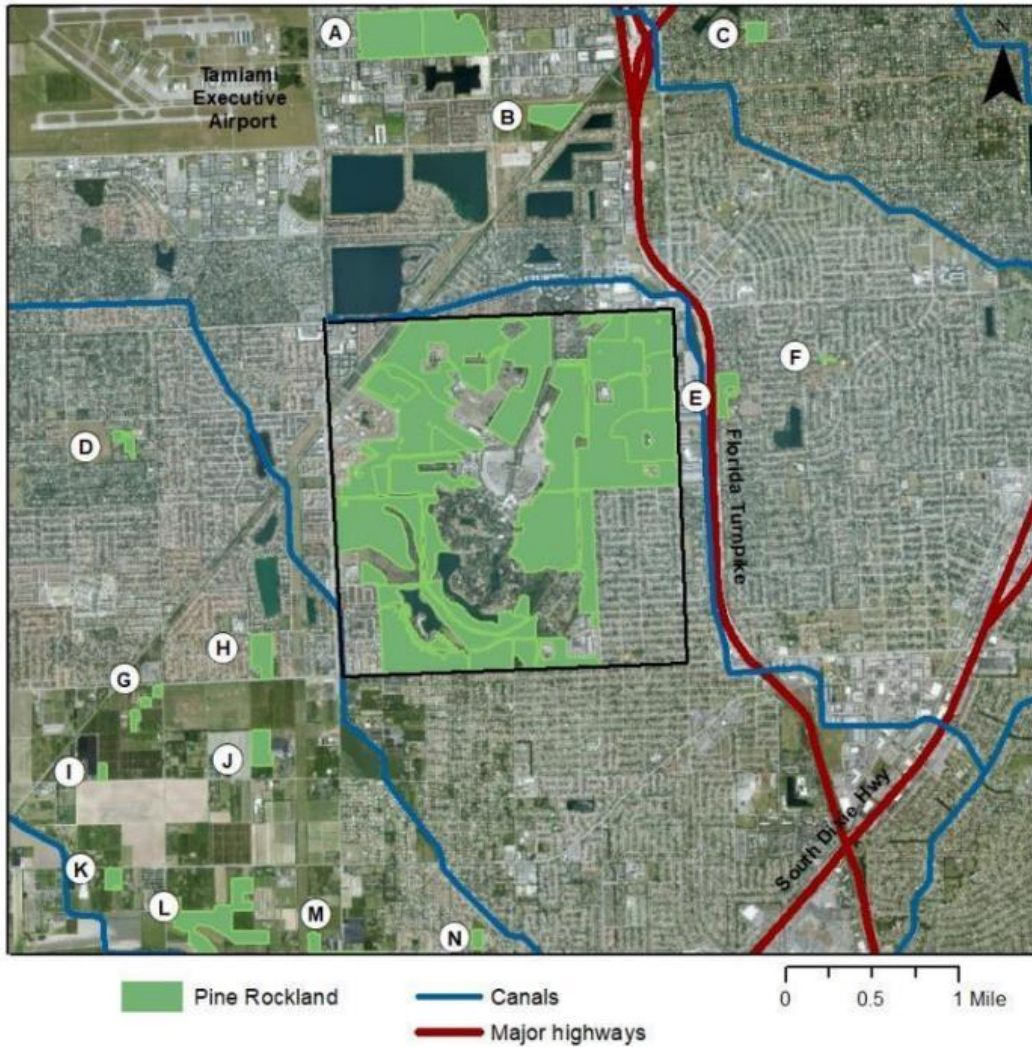 A
C
N
Tamiami
Executive
Airport
B
F
E
D
Florida Turnpike
H
G
J
I
South Dixie Hwy
K
L
M
N
Pine Rockland
Canals
Major highways
0 0.5 1 Mile